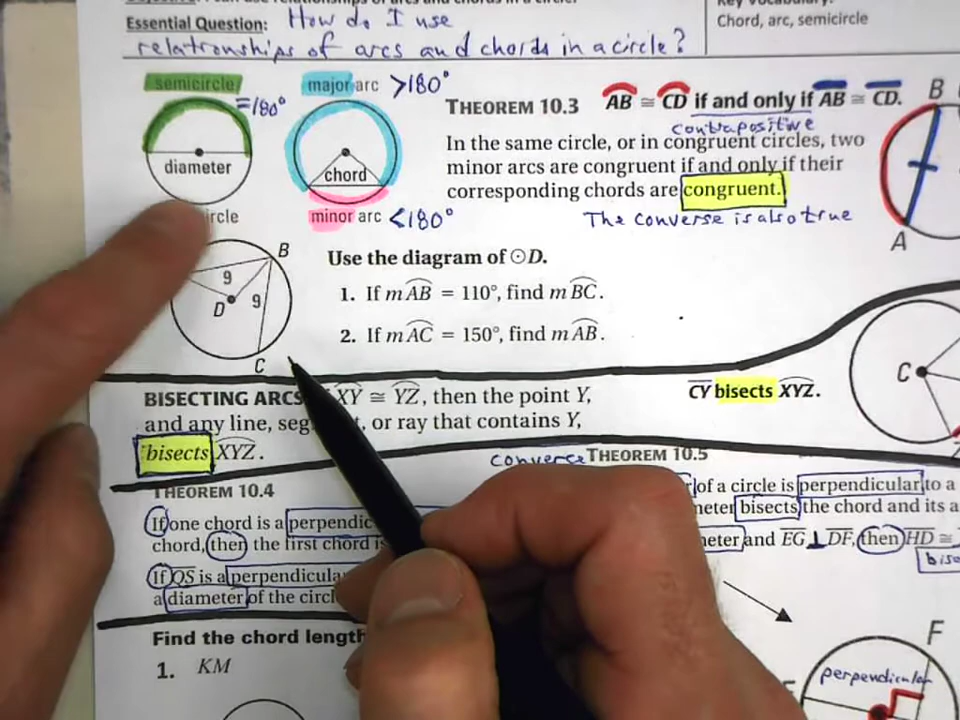 Essential Question: How do I use
relationships of arcs and chords in a circle?
Chord, arc, semicircle
semicircle
=180°
diameter
ircle
major arc >180°
chord
minor arc <180°
THEOREM 10.3 AB ≅ CD if and only if AB ≅ CD.
contrapositive
In the same circle, or in congruent circles, two
minor arcs are congruent if and only if their
corresponding chords are congruent.
The converse is also true
B
A
B
9
D 9
C
Use the diagram of ⊙D.
1. If mAB = 110°, find mBC.
2. If mAC = 150°, find mAB.
C
BISECTING ARCS XY ≅ YZ, then the point Y,
and any line, seg t, or ray that contains Y,
bisects XYZ.
CY bisects XYZ.
THEOREM 10.4
If one chord is a perpendic
chord, then the first chord is
If QS is a perpendicula
a diameter of the circl
converse THEOREM 10.5
of a circle is perpendicular to a
meter bisects the chord and its a
meter and EG ⊥ DF, then HD ≅
bise
Find the chord length
1. KM
F
perpendicular